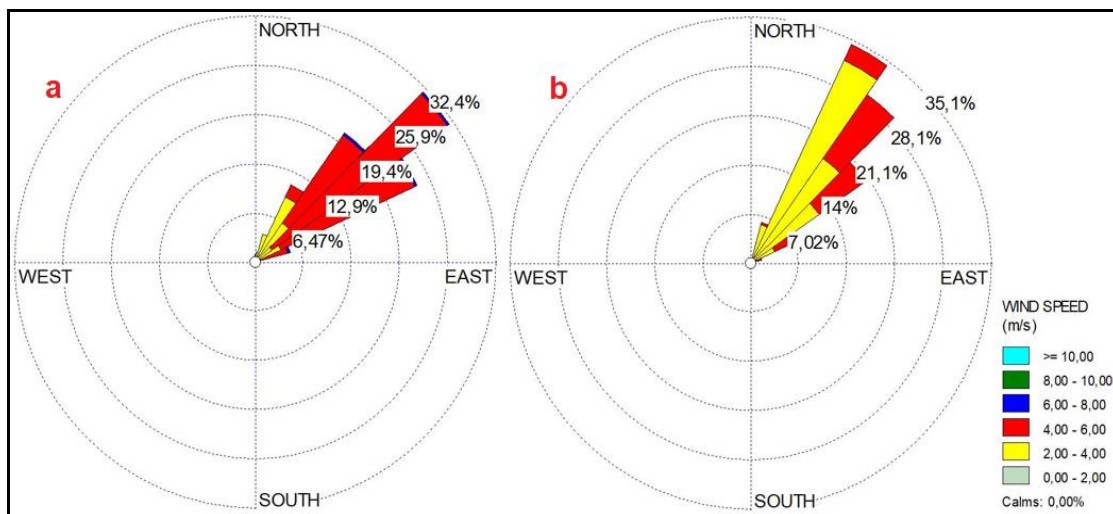 a
NORTH
32,4%
25,9%
19,4%
12,9%
6,47%
WEST
EAST
SOUTH
b
NORTH
35,1%
28,1%
21,1%
14%
7,02%
WEST
EAST
SOUTH
WIND SPEED
(m/s)
>= 10,00
8,00 - 10,00
6,00 - 8,00
4,00 - 6,00
2,00 - 4,00
0,00 - 2,00
Calms: 0,00%